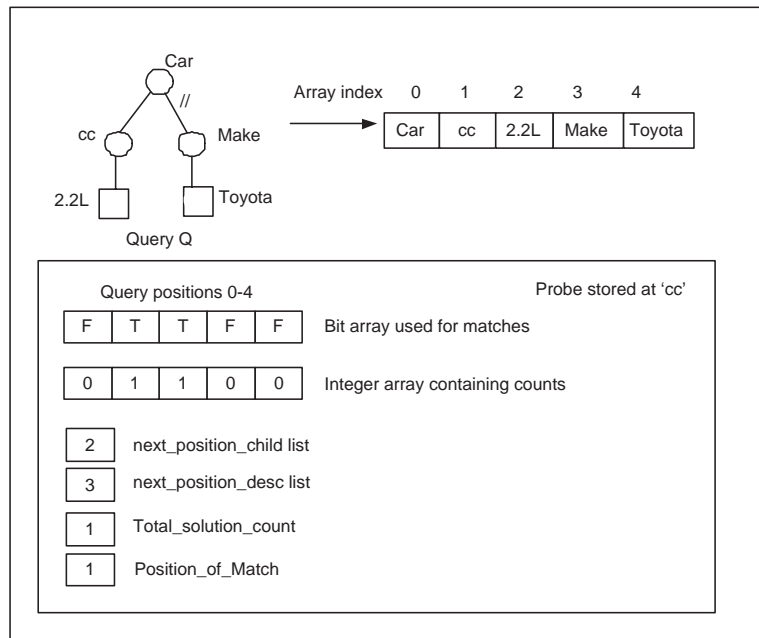 Car
//
cc
Make
2.2L
Toyota
Query Q
Array index 0 1 2 3 4
Car cc 2.2L Make Toyota
Query positions 0-4
Probe stored at 'cc'
F T T F F
Bit array used for matches
0 1 1 0 0
Integer array containing counts
2 next_position_child list
3 next_position_desc list
1 Total_solution_count
1 Position_of_Match